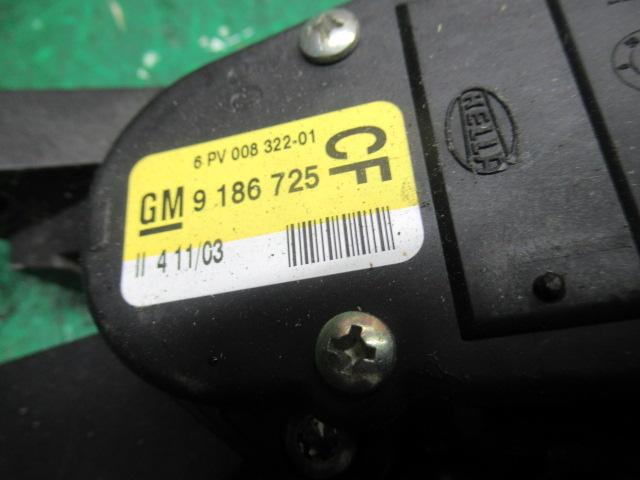 6 PV 008 322-01
CF
GM 9 186 725
II 4 11/03
HELLA